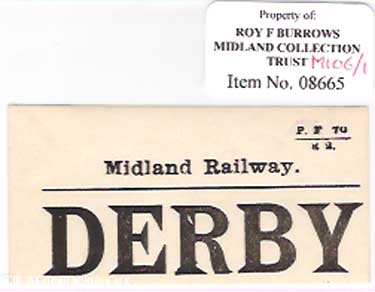 Property of:
ROY F BURROWS
MIDLAND COLLECTION
TRUST M106/1
Item No. 08665
P. F 70
Midland Railway.
DERBY